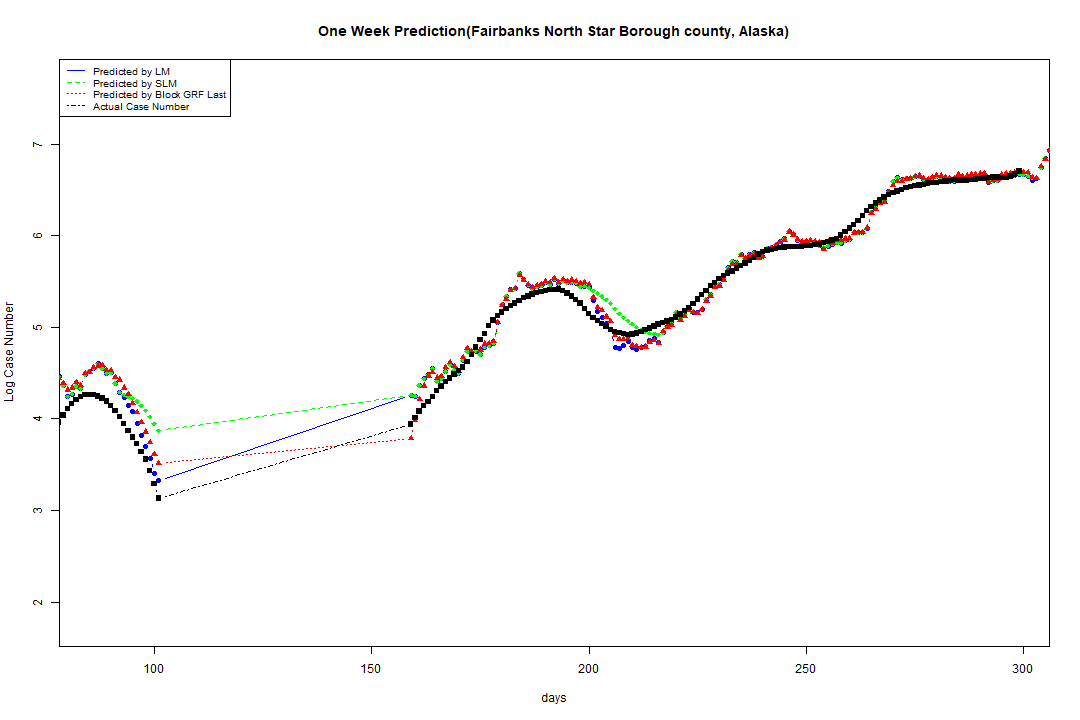 One Week Prediction(Fairbanks North Star Borough county, Alaska)
Predicted by LM
Predicted by SLM
Predicted by Block GRF Last
Actual Case Number
Log Case Number
7
6
5
4
3
2
100
150
200
250
300
days